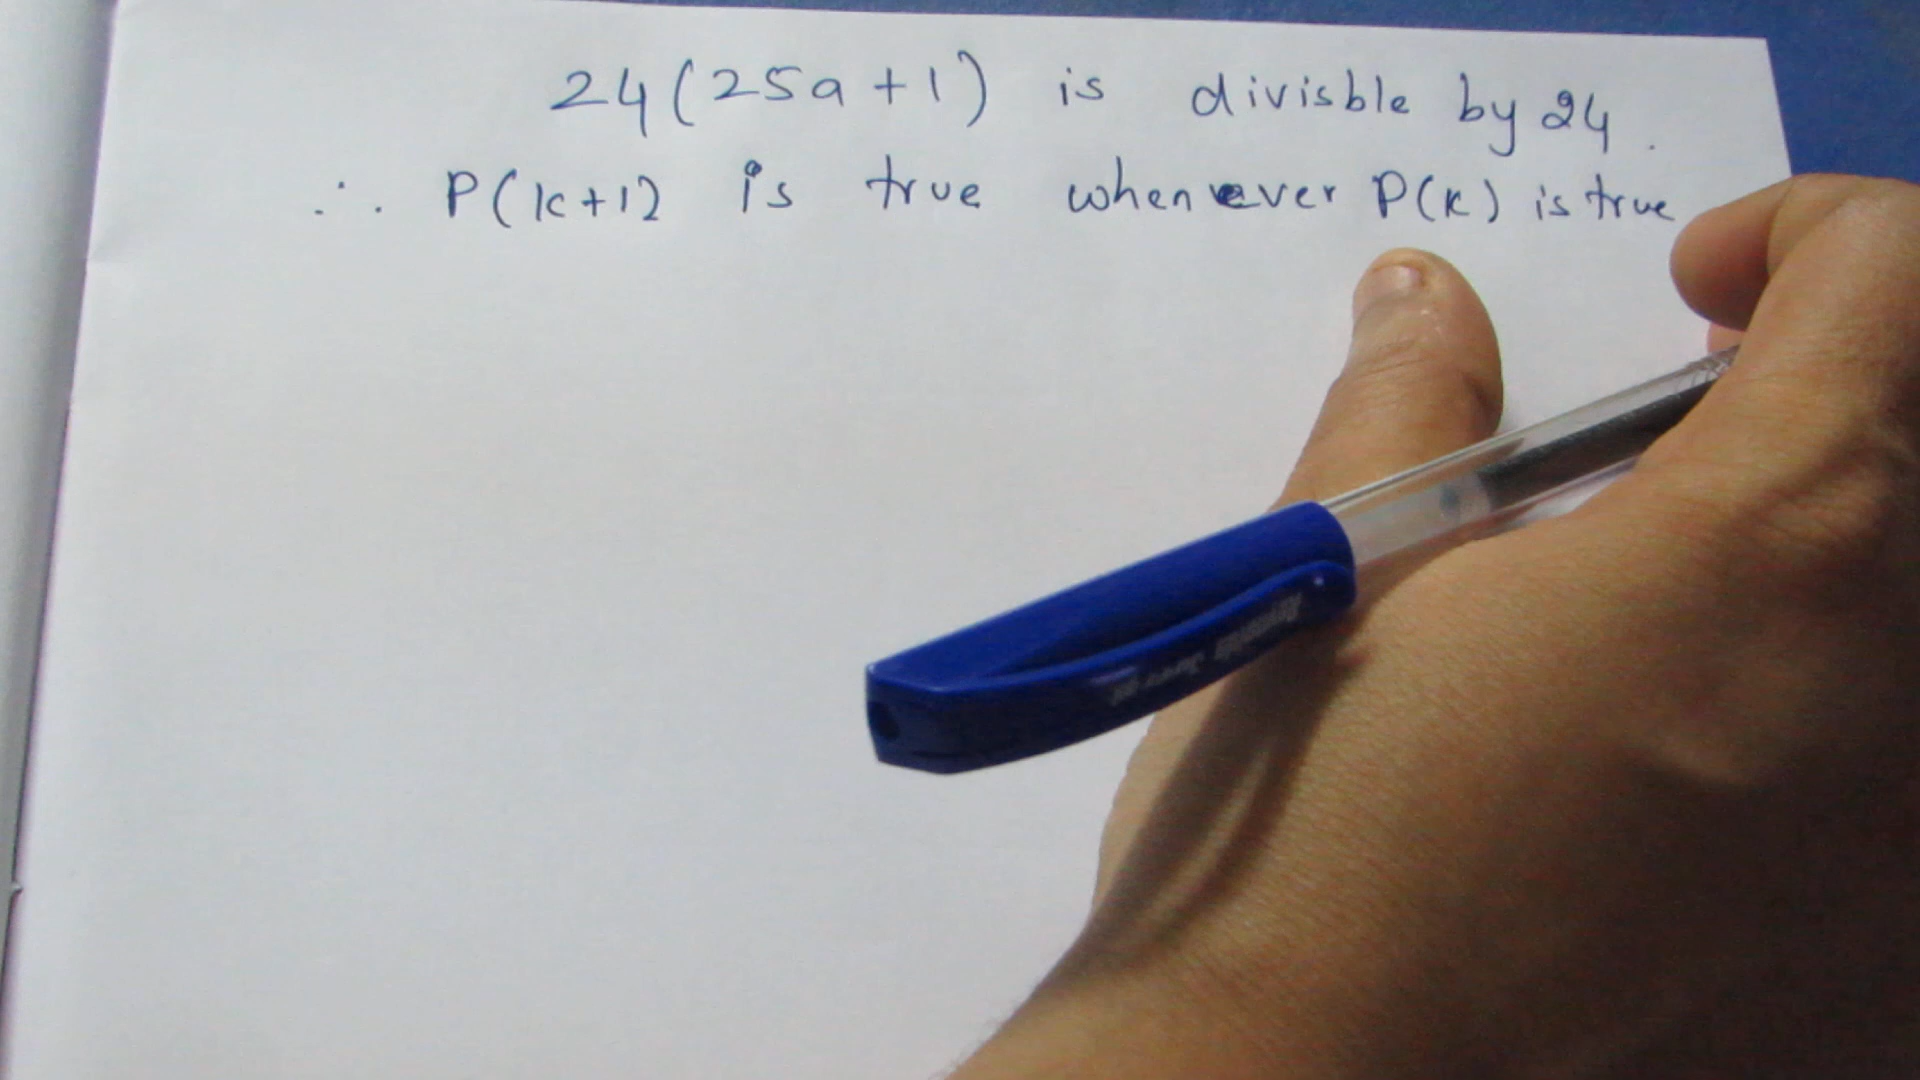 24(25a+1) is divisble by 24.
∴ P(k+1) is true whenever P(k) is true